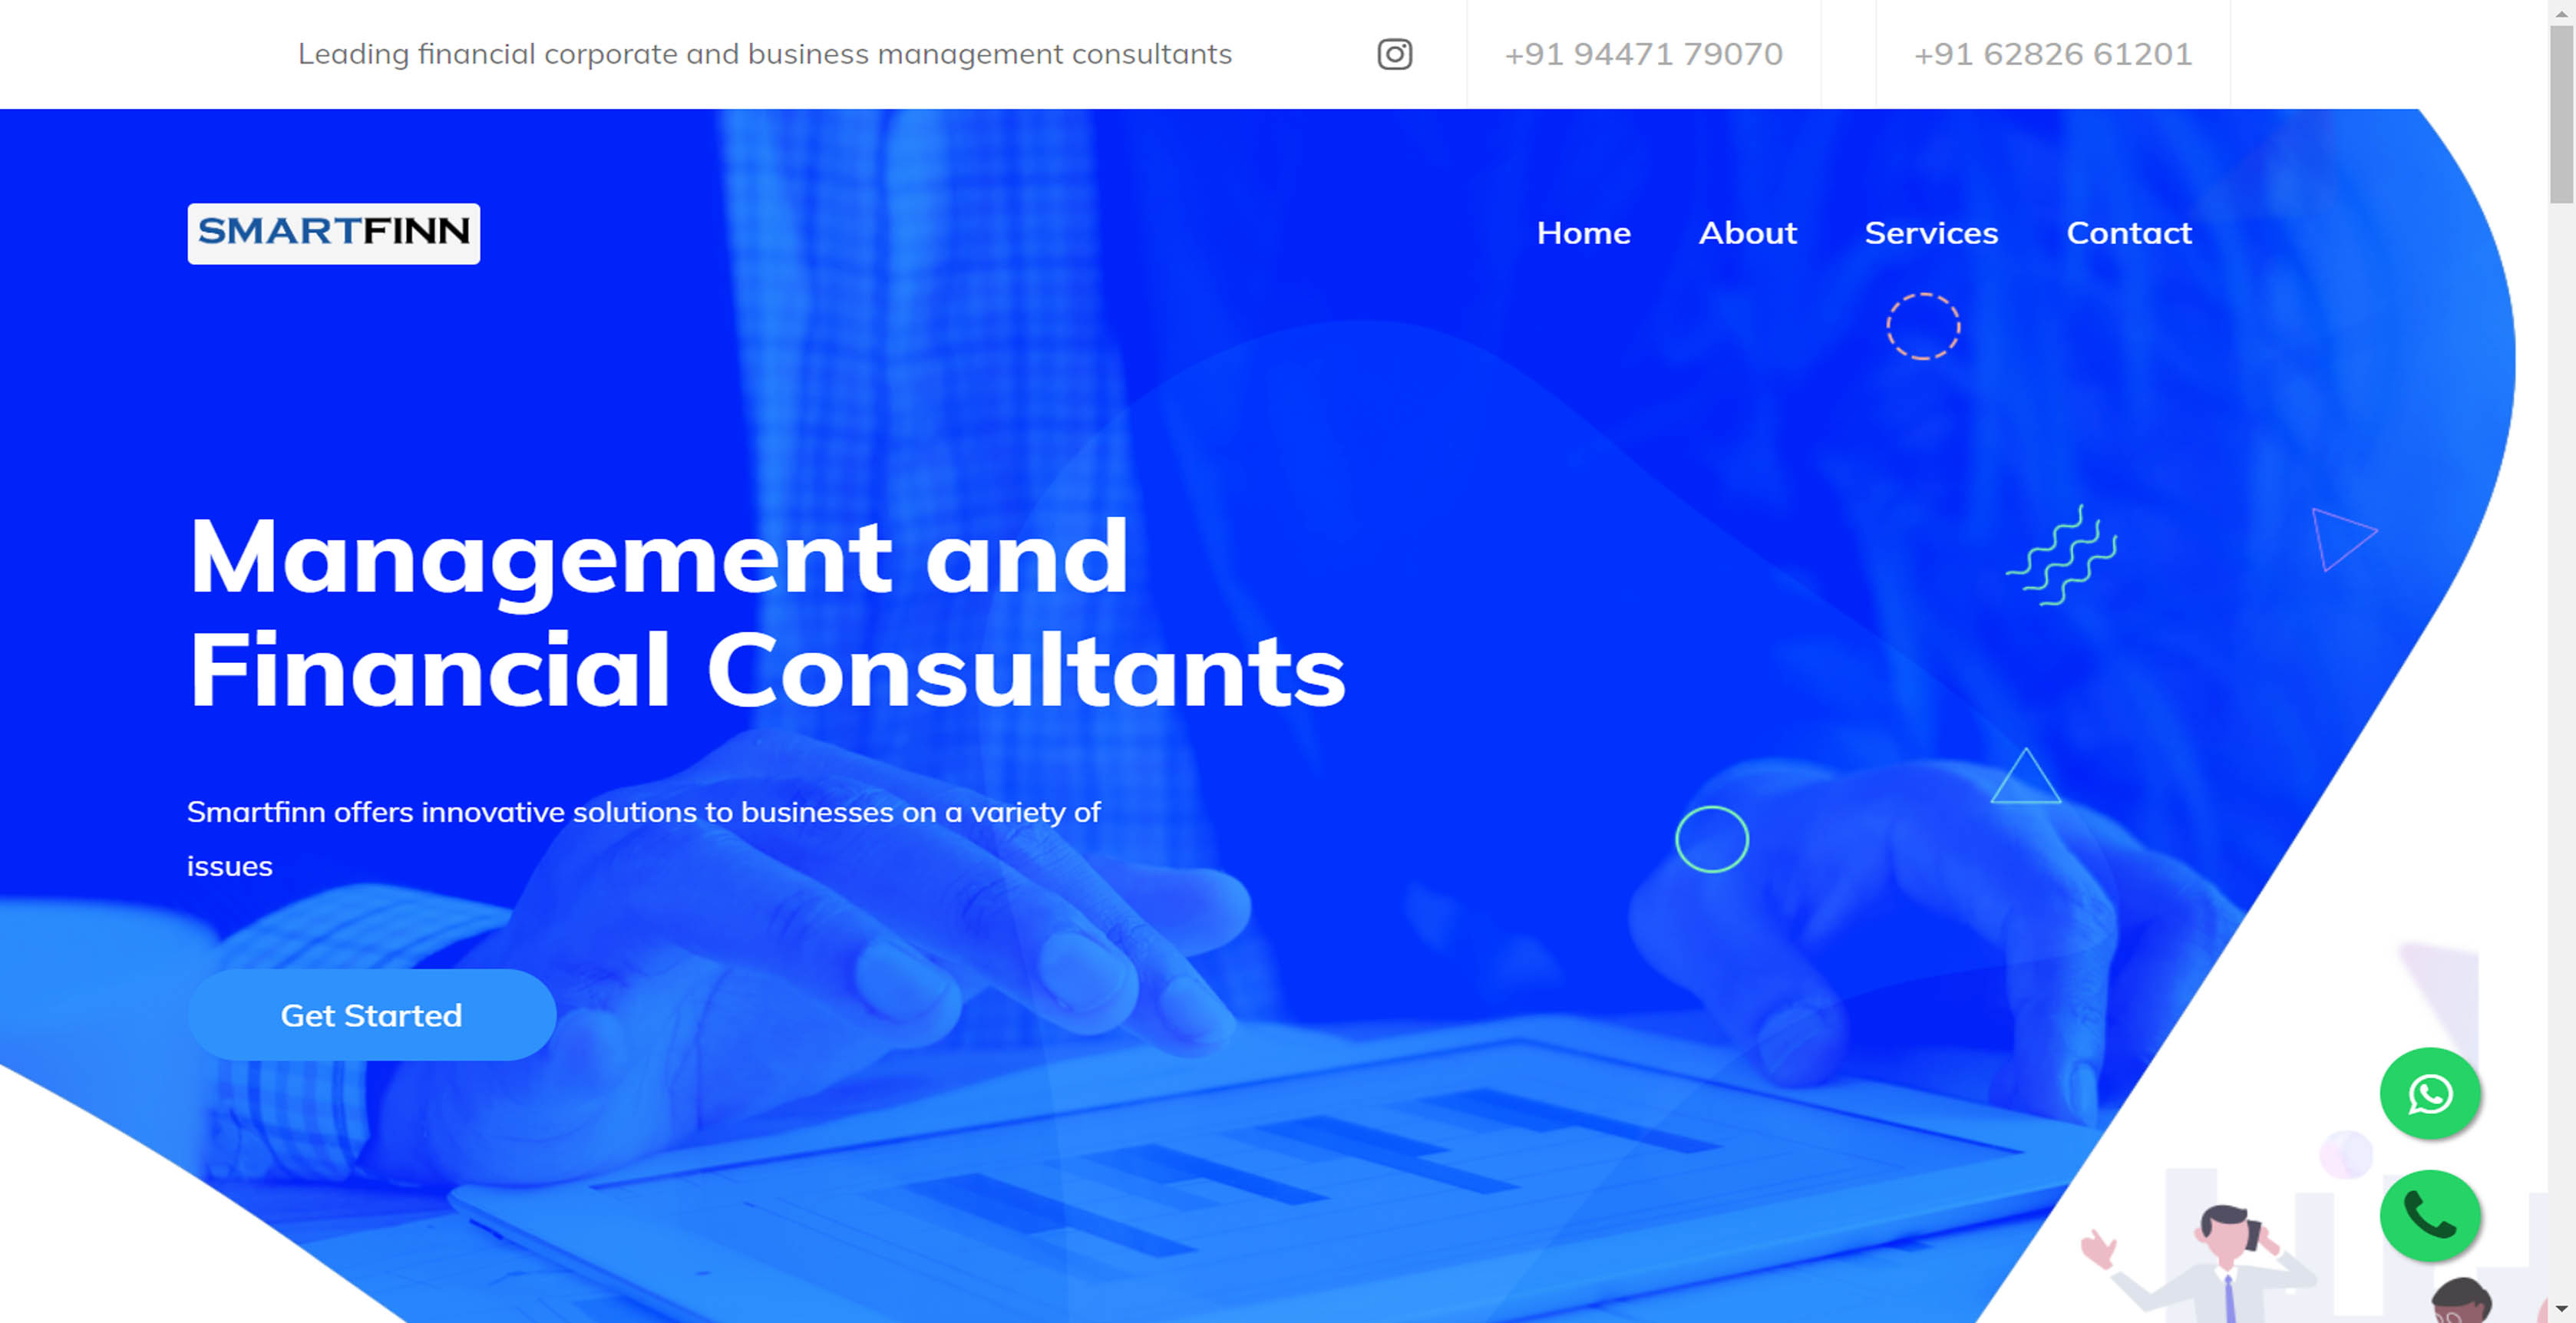 Leading financial corporate and business management consultants
+91 94471 79070
+91 62826 61201
SMARTFINN
Home
About
Services
Contact
Management and
Financial Consultants
Smartfinn offers innovative solutions to businesses on a variety of
issues
Get Started